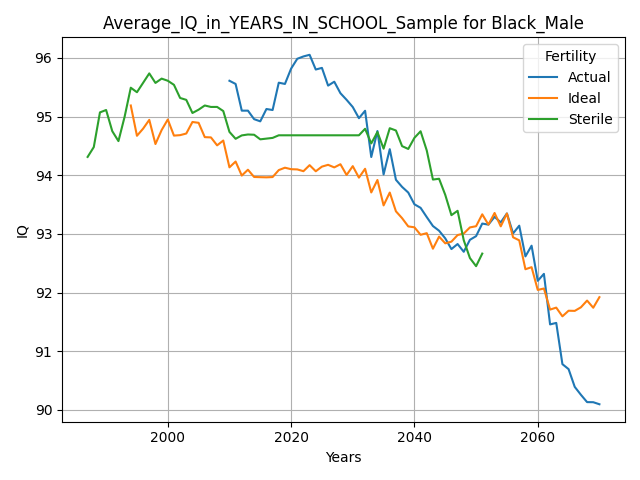 Average_IQ_in_YEARS_IN_SCHOOL_Sample for Black_Male
Fertility
Actual
Ideal
Sterile
96
95
94
93
92
91
90
IQ
2000
2020
2040
2060
Years